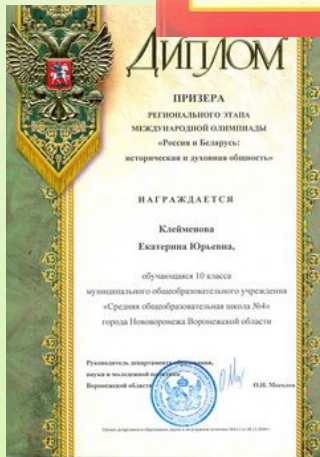 ДИПЛОМ
ПРИЗЕРА
РЕГИОНАЛЬНОГО ЭТАПА
МЕЖДУНАРОДНОЙ ОЛИМПИАДЫ
«Россия и Беларусь:
историческая и духовная общность»
НАГРАЖДАЕТСЯ
Клейменова
Екатерина Юрьевна,
обучающаяся 10 класса
муниципального общеобразовательного учреждения
«Средняя общеобразовательная школа №4»
города Нововоронежа Воронежской области
Руководитель департамента образования,
науки и молодежной политики
Воронежской области О.Н. Мосолов